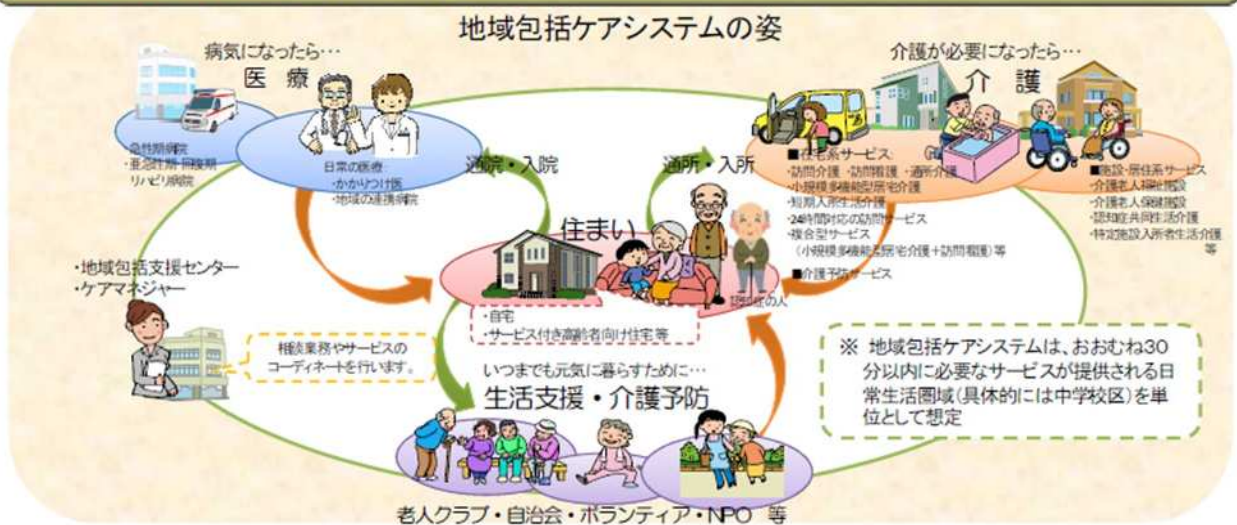 地域包括ケアシステムの姿
病気になったら…
医療
急性期病院
・亜急性期・回復期
リハビリ病院
日常の医療:
・かかりつけ医
・地域の連携病院
通院・入院
通所・入所
介護が必要になったら…
介護
■在宅系サービス:
・訪問介護・訪問看護・通所介護
・小規模多機能型居宅介護
・短期入所生活介護
・24時間対応の訪問サービス
・複合型サービス
(小規模多機能型居宅介護+訪問看護)等
■介護予防サービス
■施設・居住系サービス
・介護老人福祉施設
・介護老人保健施設
・認知症共同生活介護
・特定施設入所者生活介護
等
住まい
認知症の人
・自宅
・サービス付き高齢者向け住宅等
・地域包括支援センター
・ケアマネジャー
相談業務やサービスの
コーディネートを行います。
いつまでも元気に暮らすために…
生活支援・介護予防
老人クラブ・自治会・ボランティア・NPO 等
※ 地域包括ケアシステムは、おおむね30
分以内に必要なサービスが提供される日
常生活圏域(具体的には中学校区)を単
位として想定